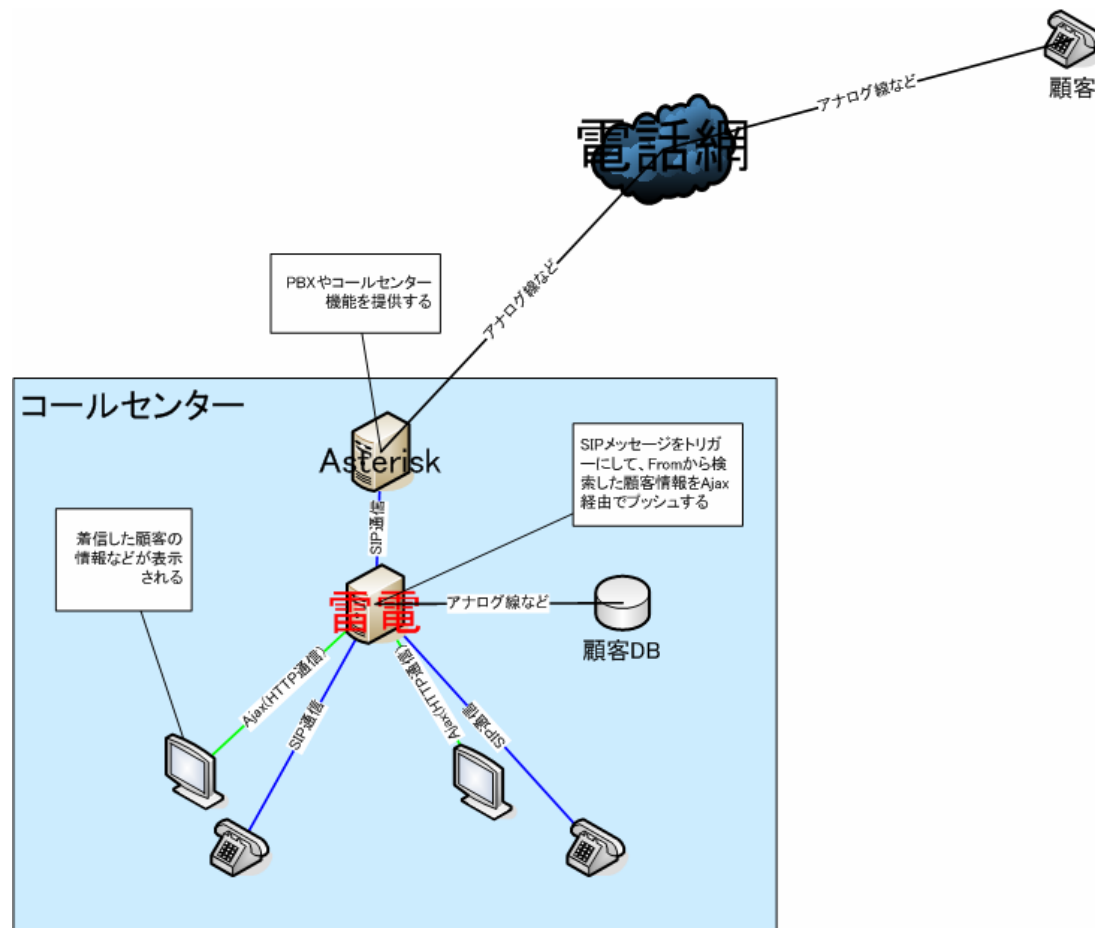 顧客
アナログ線など
電話網
アナログ線など
PBXやコールセンター
機能を提供する
コールセンター
Asterisk
SIPメッセージをトリガ
ーにして、Fromから検
索した顧客情報をAjax
経由でプッシュする
SIP通信
着信した顧客の
情報などが表示
される
雷電
アナログ線など
顧客DB
Ajax(HTTP通信)
SIP通信
Ajax(HTTP通信)
SIP通信